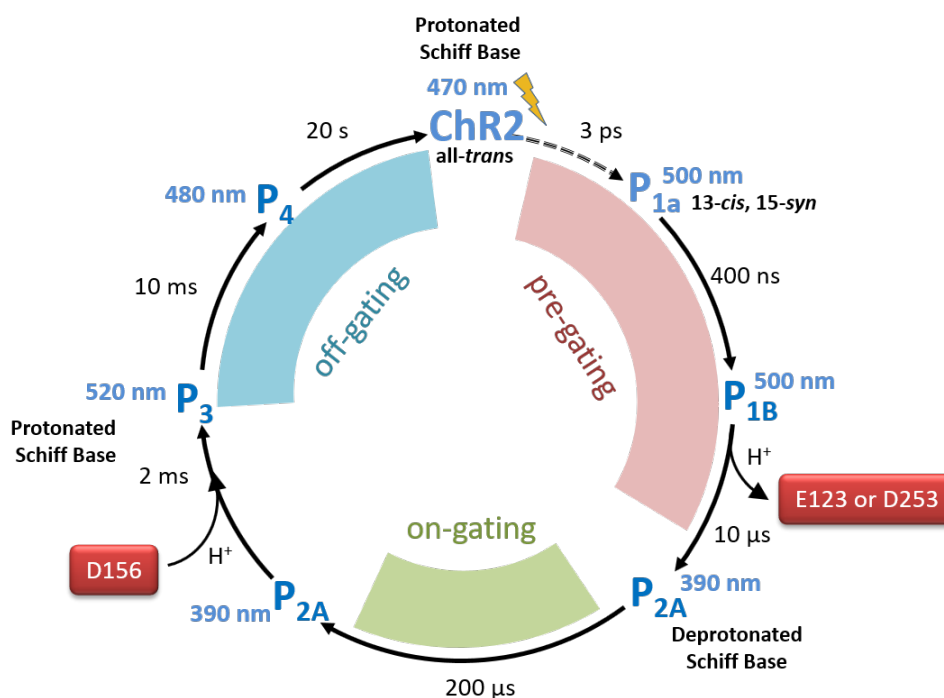 Protonated
Schiff Base
470 nm
ChR2
all-trans
20 s
3 ps
480 nm
P4
500 nm
P1a
13-cis, 15-syn
10 ms
400 ns
off-gating
pre-gating
520 nm
P3
500 nm
P1B
Protonated
Schiff Base
2 ms
H+
E123 or D253
on-gating
10 µs
D156
H+
390 nm
P2A
390 nm
P2A
Deprotonated
Schiff Base
200 µs